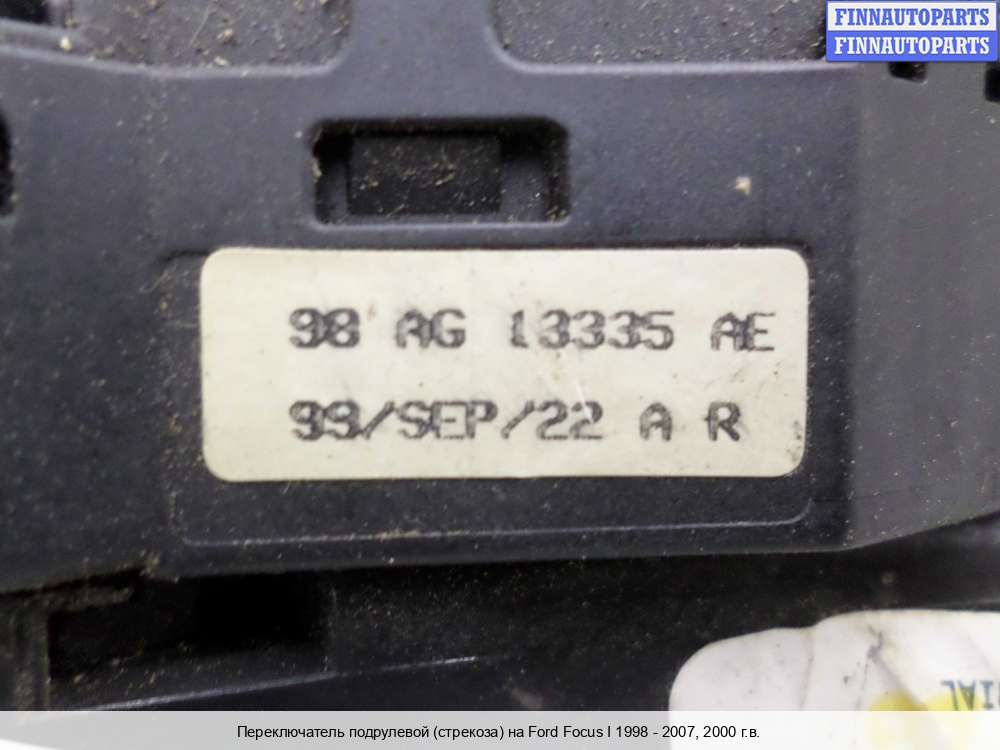 FINNAUTOPARTS
FINNAUTOPARTS
98 AG 13335 AE
99/SEP/22 A R
Переключатель подрулевой (стрекоза) на Ford Focus I 1998 - 2007, 2000 г.в.